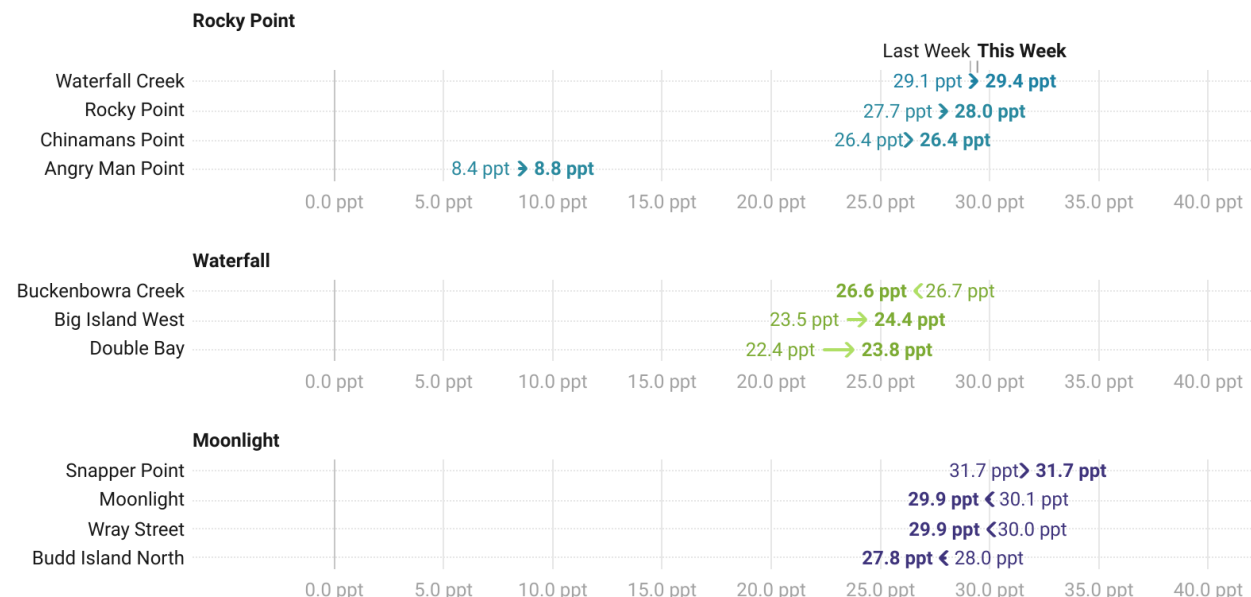 Rocky Point
Last Week This Week
Waterfall Creek 29.1 ppt 29.4 ppt
Rocky Point 27.7 ppt 28.0 ppt
Chinamans Point 26.4 ppt 26.4 ppt
Angry Man Point 8.4 ppt 8.8 ppt
0.0 ppt 5.0 ppt 10.0 ppt 15.0 ppt 20.0 ppt 25.0 ppt 30.0 ppt 35.0 ppt 40.0 ppt
Waterfall
Buckenbowra Creek 26.6 ppt 26.7 ppt
Big Island West 23.5 ppt 24.4 ppt
Double Bay 22.4 ppt 23.8 ppt
0.0 ppt 5.0 ppt 10.0 ppt 15.0 ppt 20.0 ppt 25.0 ppt 30.0 ppt 35.0 ppt 40.0 ppt
Moonlight
Snapper Point 31.7 ppt 31.7 ppt
Moonlight 29.9 ppt 30.1 ppt
Wray Street 29.9 ppt 30.0 ppt
Budd Island North 27.8 ppt 28.0 ppt
0.0 ppt 5.0 ppt 10.0 ppt 15.0 ppt 20.0 ppt 25.0 ppt 30.0 ppt 35.0 ppt 40.0 ppt